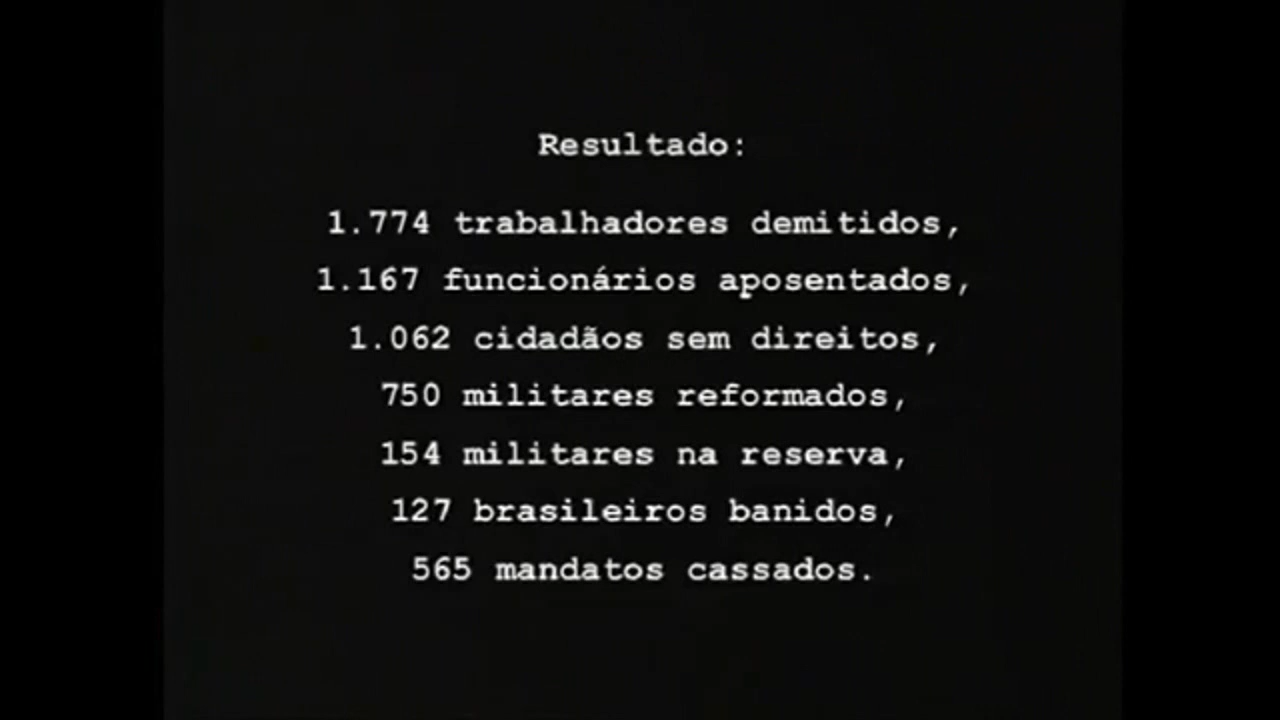 Resultado:
1.774 trabalhadores demitidos,
1.167 funcionários aposentados,
1.062 cidadãos sem direitos,
750 militares reformados,
154 militares na reserva,
127 brasileiros banidos,
565 mandatos cassados.